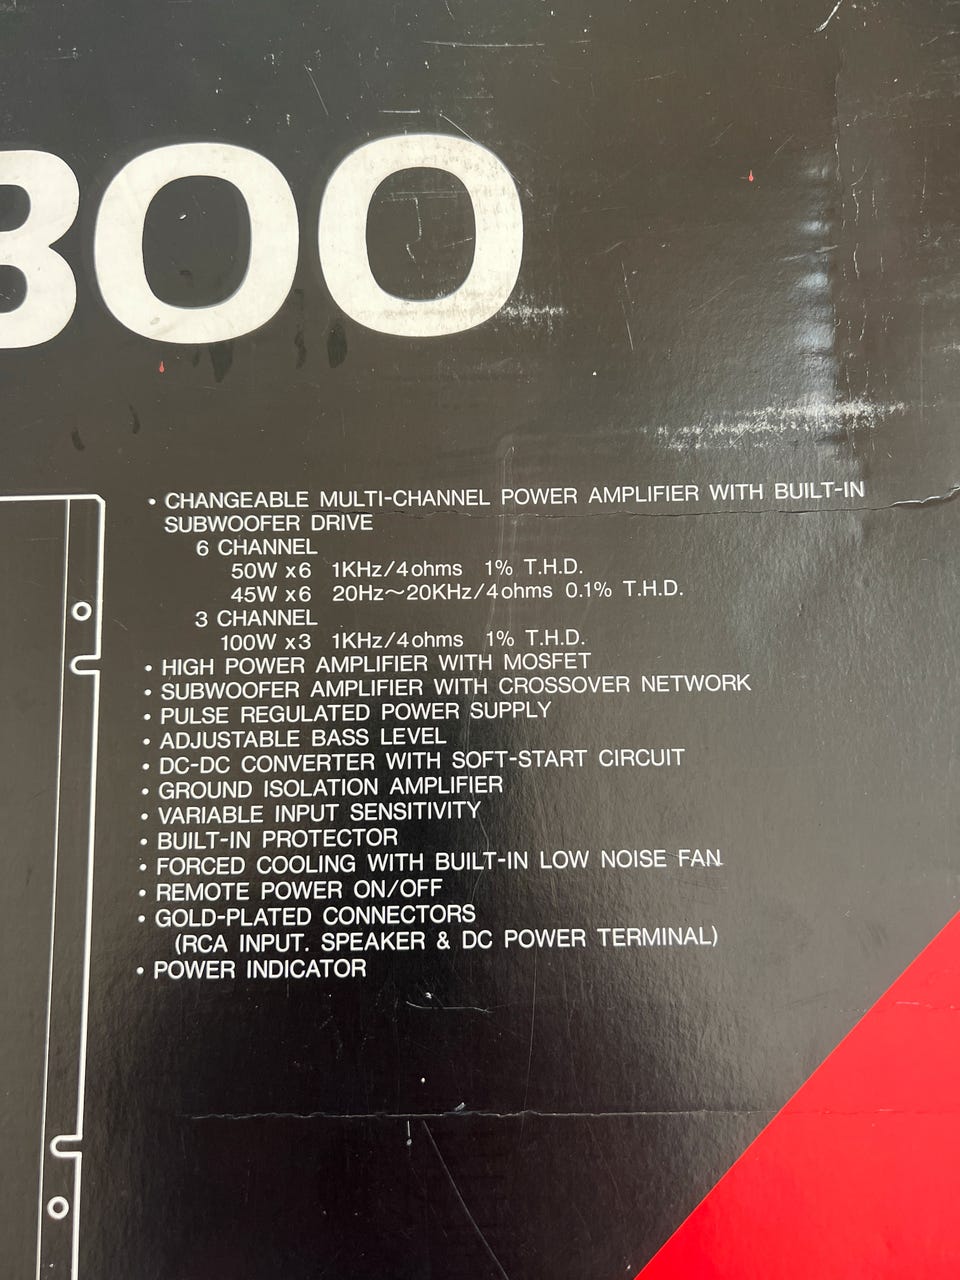 300
• CHANGEABLE MULTI-CHANNEL POWER AMPLIFIER WITH BUILT-IN
SUBWOOFER DRIVE
6 CHANNEL
50W x6 1KHz/4ohms 1% T.H.D.
45W x6 20Hz～20KHz/4ohms 0.1% T.H.D.
3 CHANNEL
100W x3 1KHz/4ohms 1% T.H.D.
• HIGH POWER AMPLIFIER WITH MOSFET
• SUBWOOFER AMPLIFIER WITH CROSSOVER NETWORK
• PULSE REGULATED POWER SUPPLY
• ADJUSTABLE BASS LEVEL
• DC-DC CONVERTER WITH SOFT-START CIRCUIT
• GROUND ISOLATION AMPLIFIER
• VARIABLE INPUT SENSITIVITY
• BUILT-IN PROTECTOR
• FORCED COOLING WITH BUILT-IN LOW NOISE FAN
• REMOTE POWER ON/OFF
• GOLD-PLATED CONNECTORS
(RCA INPUT. SPEAKER & DC POWER TERMINAL)
• POWER INDICATOR